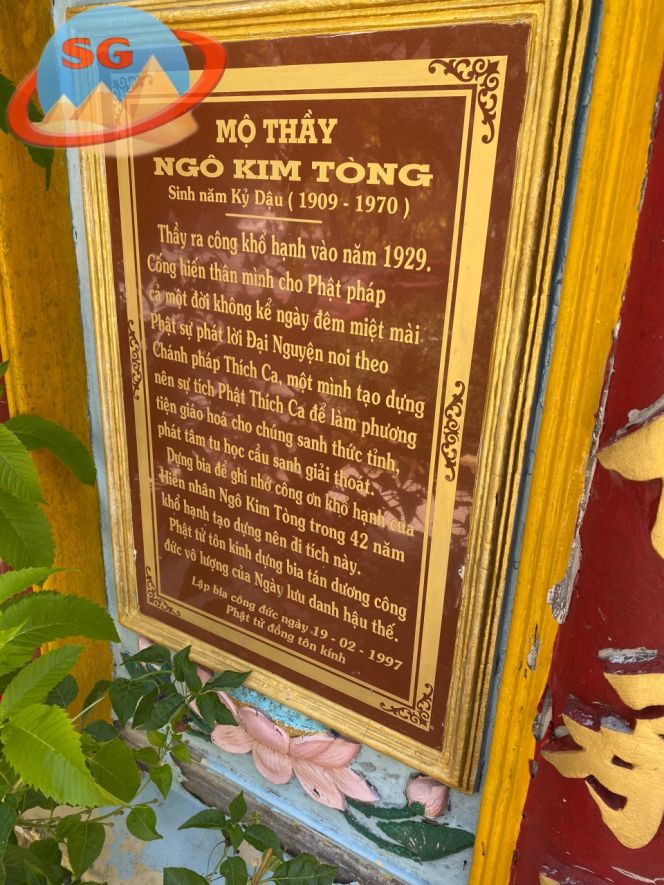 SG
MỘ THẦY
NGÔ KIM TÒNG
Sinh năm Kỷ Dậu ( 1909 - 1970 )
Thầy ra công khổ hạnh vào năm 1929.
Cống hiến thân mình cho Phật pháp
cả một đời không kể ngày đêm miệt mài
Phật sự phát lời Đại Nguyện noi theo
Chánh pháp Thích Ca, một mình tạo dựng
nên sự tích Phật Thích Ca để làm phương
tiện giáo hoá cho chúng sanh thức tỉnh,
phát tâm tu học cầu sanh giải thoát.
Dựng bia để ghi nhớ công ơn khổ hạnh của
Hiền nhân Ngô Kim Tòng trong 42 năm
khổ hạnh tạo dựng nên di tích này.
Phật tử tôn kính dựng bia tán dương công
đức vô lượng của Ngày lưu danh hậu thế.
Lập bia công đức ngày 19 - 02 - 1997
Phật tử đồng tôn kính